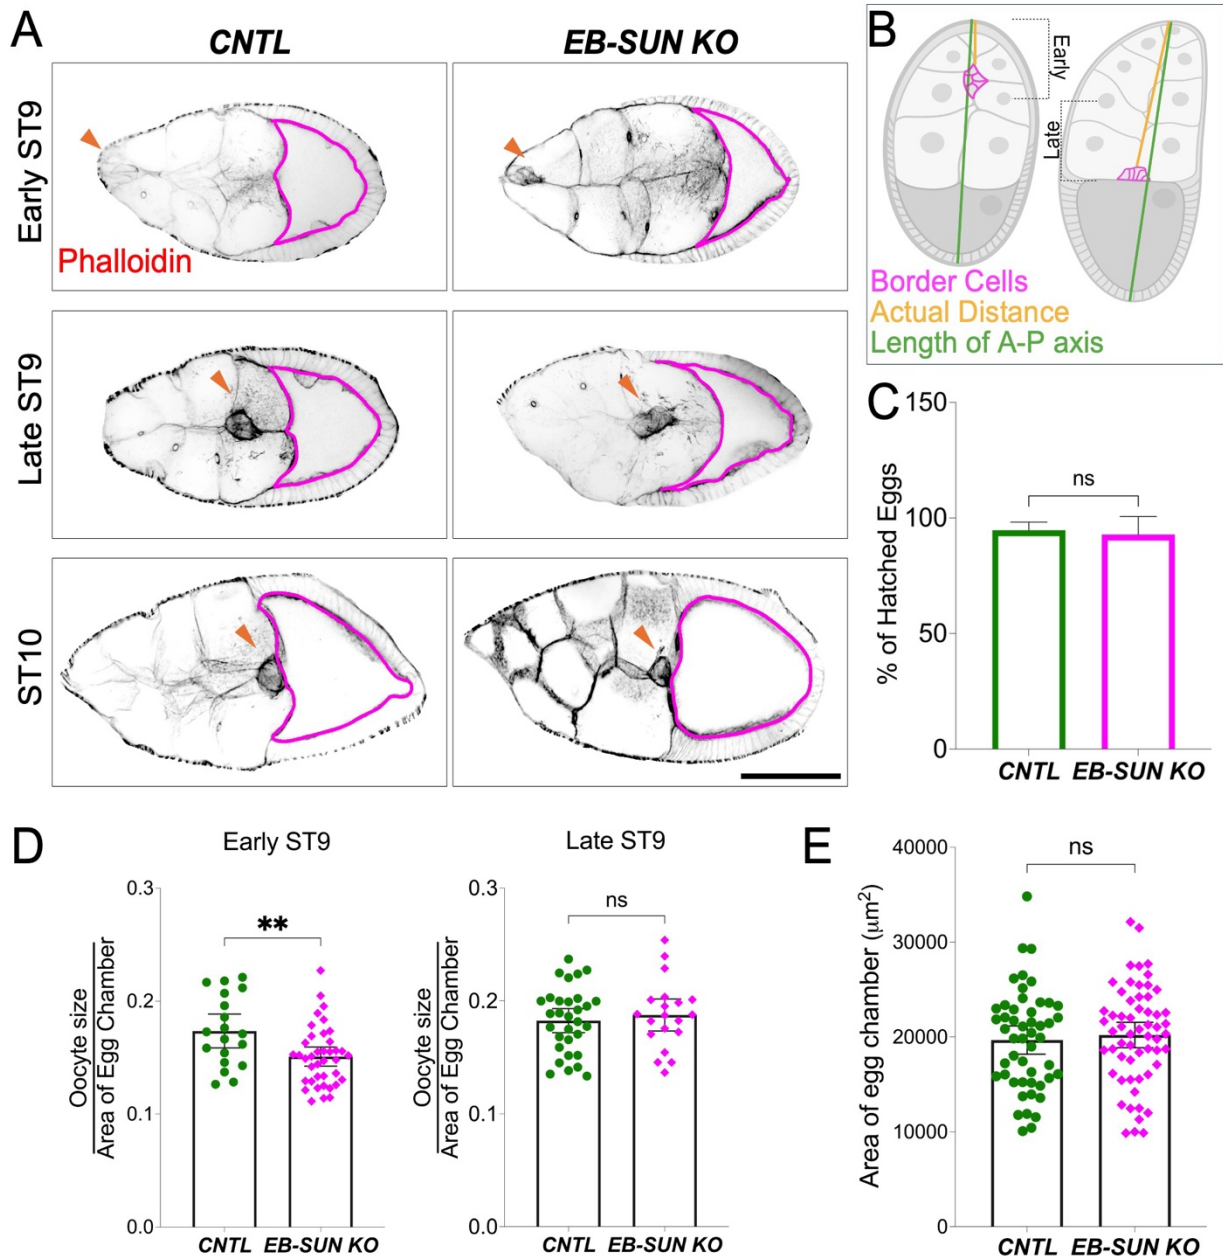 A
CNTL
EB-SUN KO
Early ST9
Phalloidin
Late ST9
ST10
B
Early
Late
Border Cells
Actual Distance
Length of A-P axis
C
% of Hatched Eggs
150
100
50
0
ns
CNTL
EB-SUN KO
D
Early ST9
Oocyte size
Area of Egg Chamber
0.3
0.2
0.1
0.0
**
CNTL
EB-SUN KO
Late ST9
Oocyte size
Area of Egg Chamber
0.3
0.2
0.1
0.0
ns
CNTL
EB-SUN KO
E
Area of egg chamber (μm²)
40000
30000
20000
10000
0
ns
CNTL
EB-SUN KO